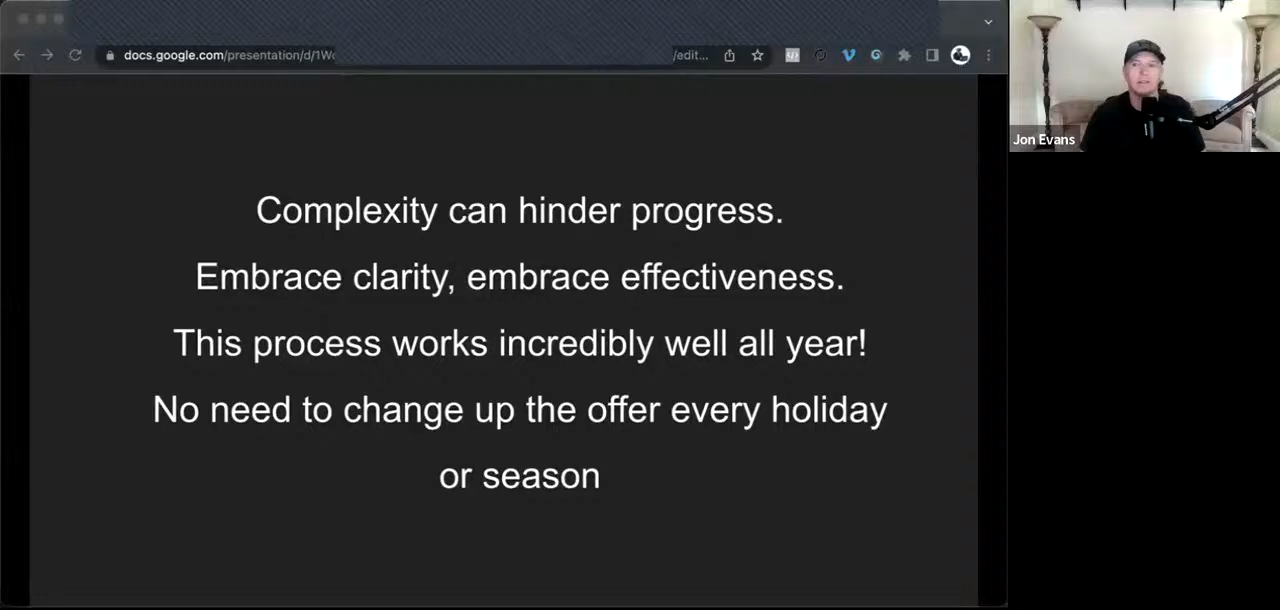 docs.google.com/presentation/d/1W
/edit...
Complexity can hinder progress.
Embrace clarity, embrace effectiveness.
This process works incredibly well all year!
No need to change up the offer every holiday
or season
Jon Evans